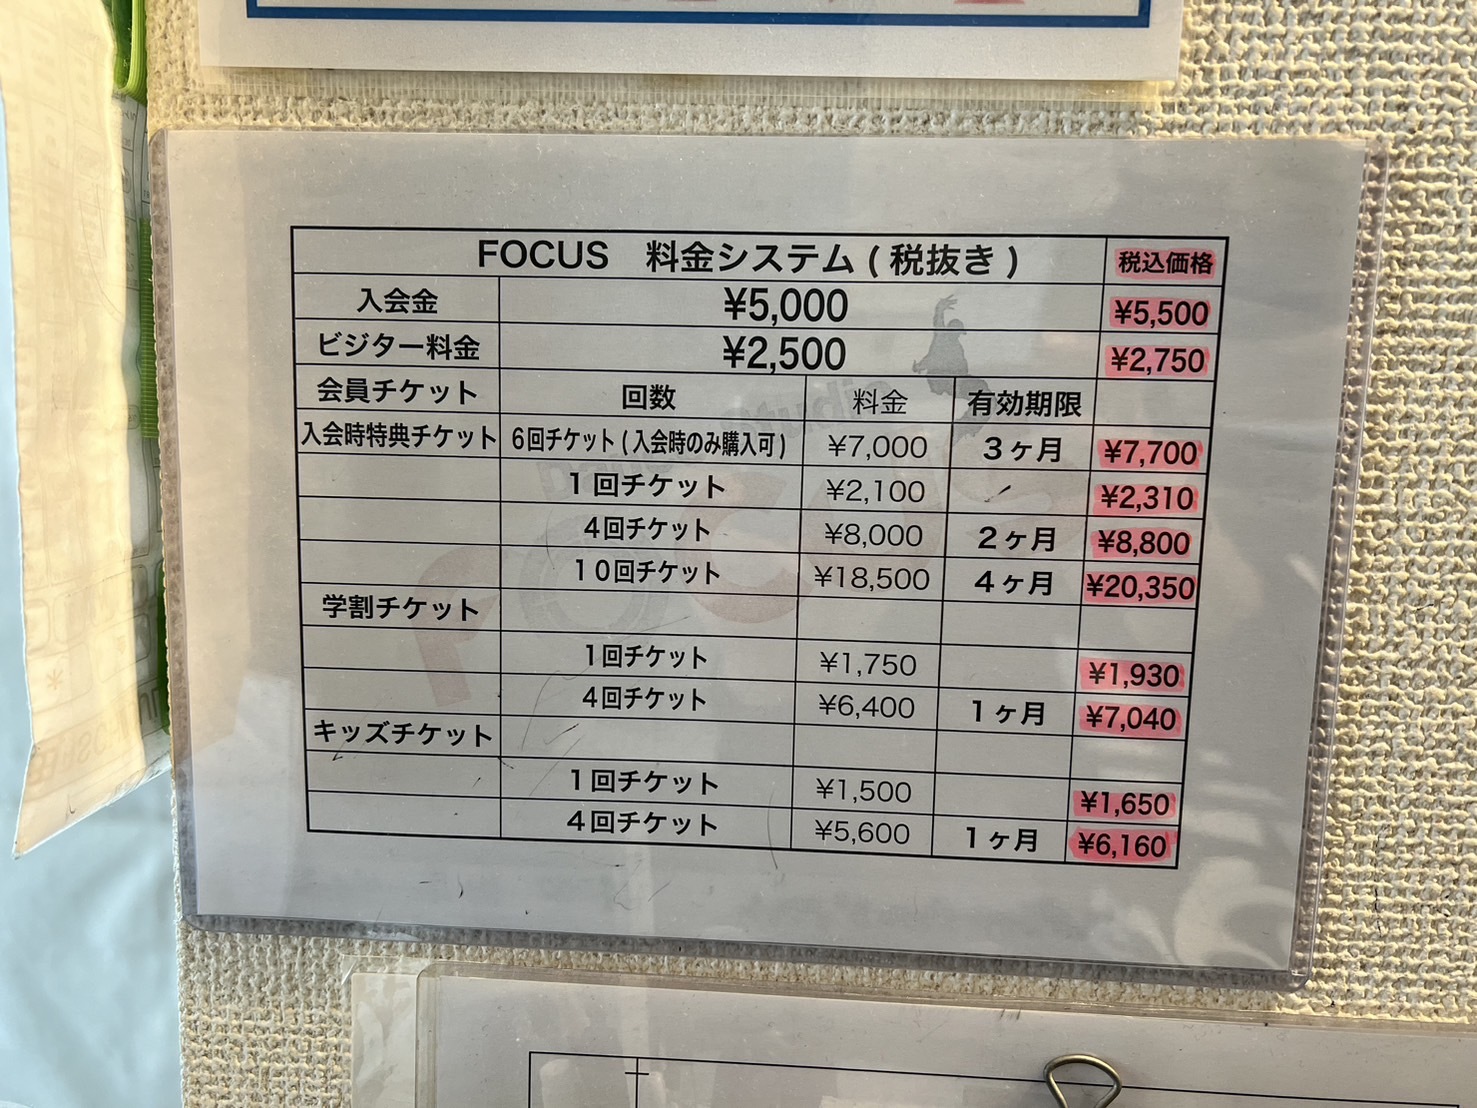 FOCUS 料金システム(税抜き) 税込価格
入会金 ¥5,000 ¥5,500
ビジター料金 ¥2,500 ¥2,750
会員チケット 回数 料金 有効期限
入会時特典チケット 6回チケット(入会時のみ購入可) ¥7,000 3ヶ月 ¥7,700
1回チケット ¥2,100 ¥2,310
4回チケット ¥8,000 2ヶ月 ¥8,800
10回チケット ¥18,500 4ヶ月 ¥20,350
学割チケット
1回チケット ¥1,750 ¥1,930
4回チケット ¥6,400 1ヶ月 ¥7,040
キッズチケット
1回チケット ¥1,500 ¥1,650
4回チケット ¥5,600 1ヶ月 ¥6,160